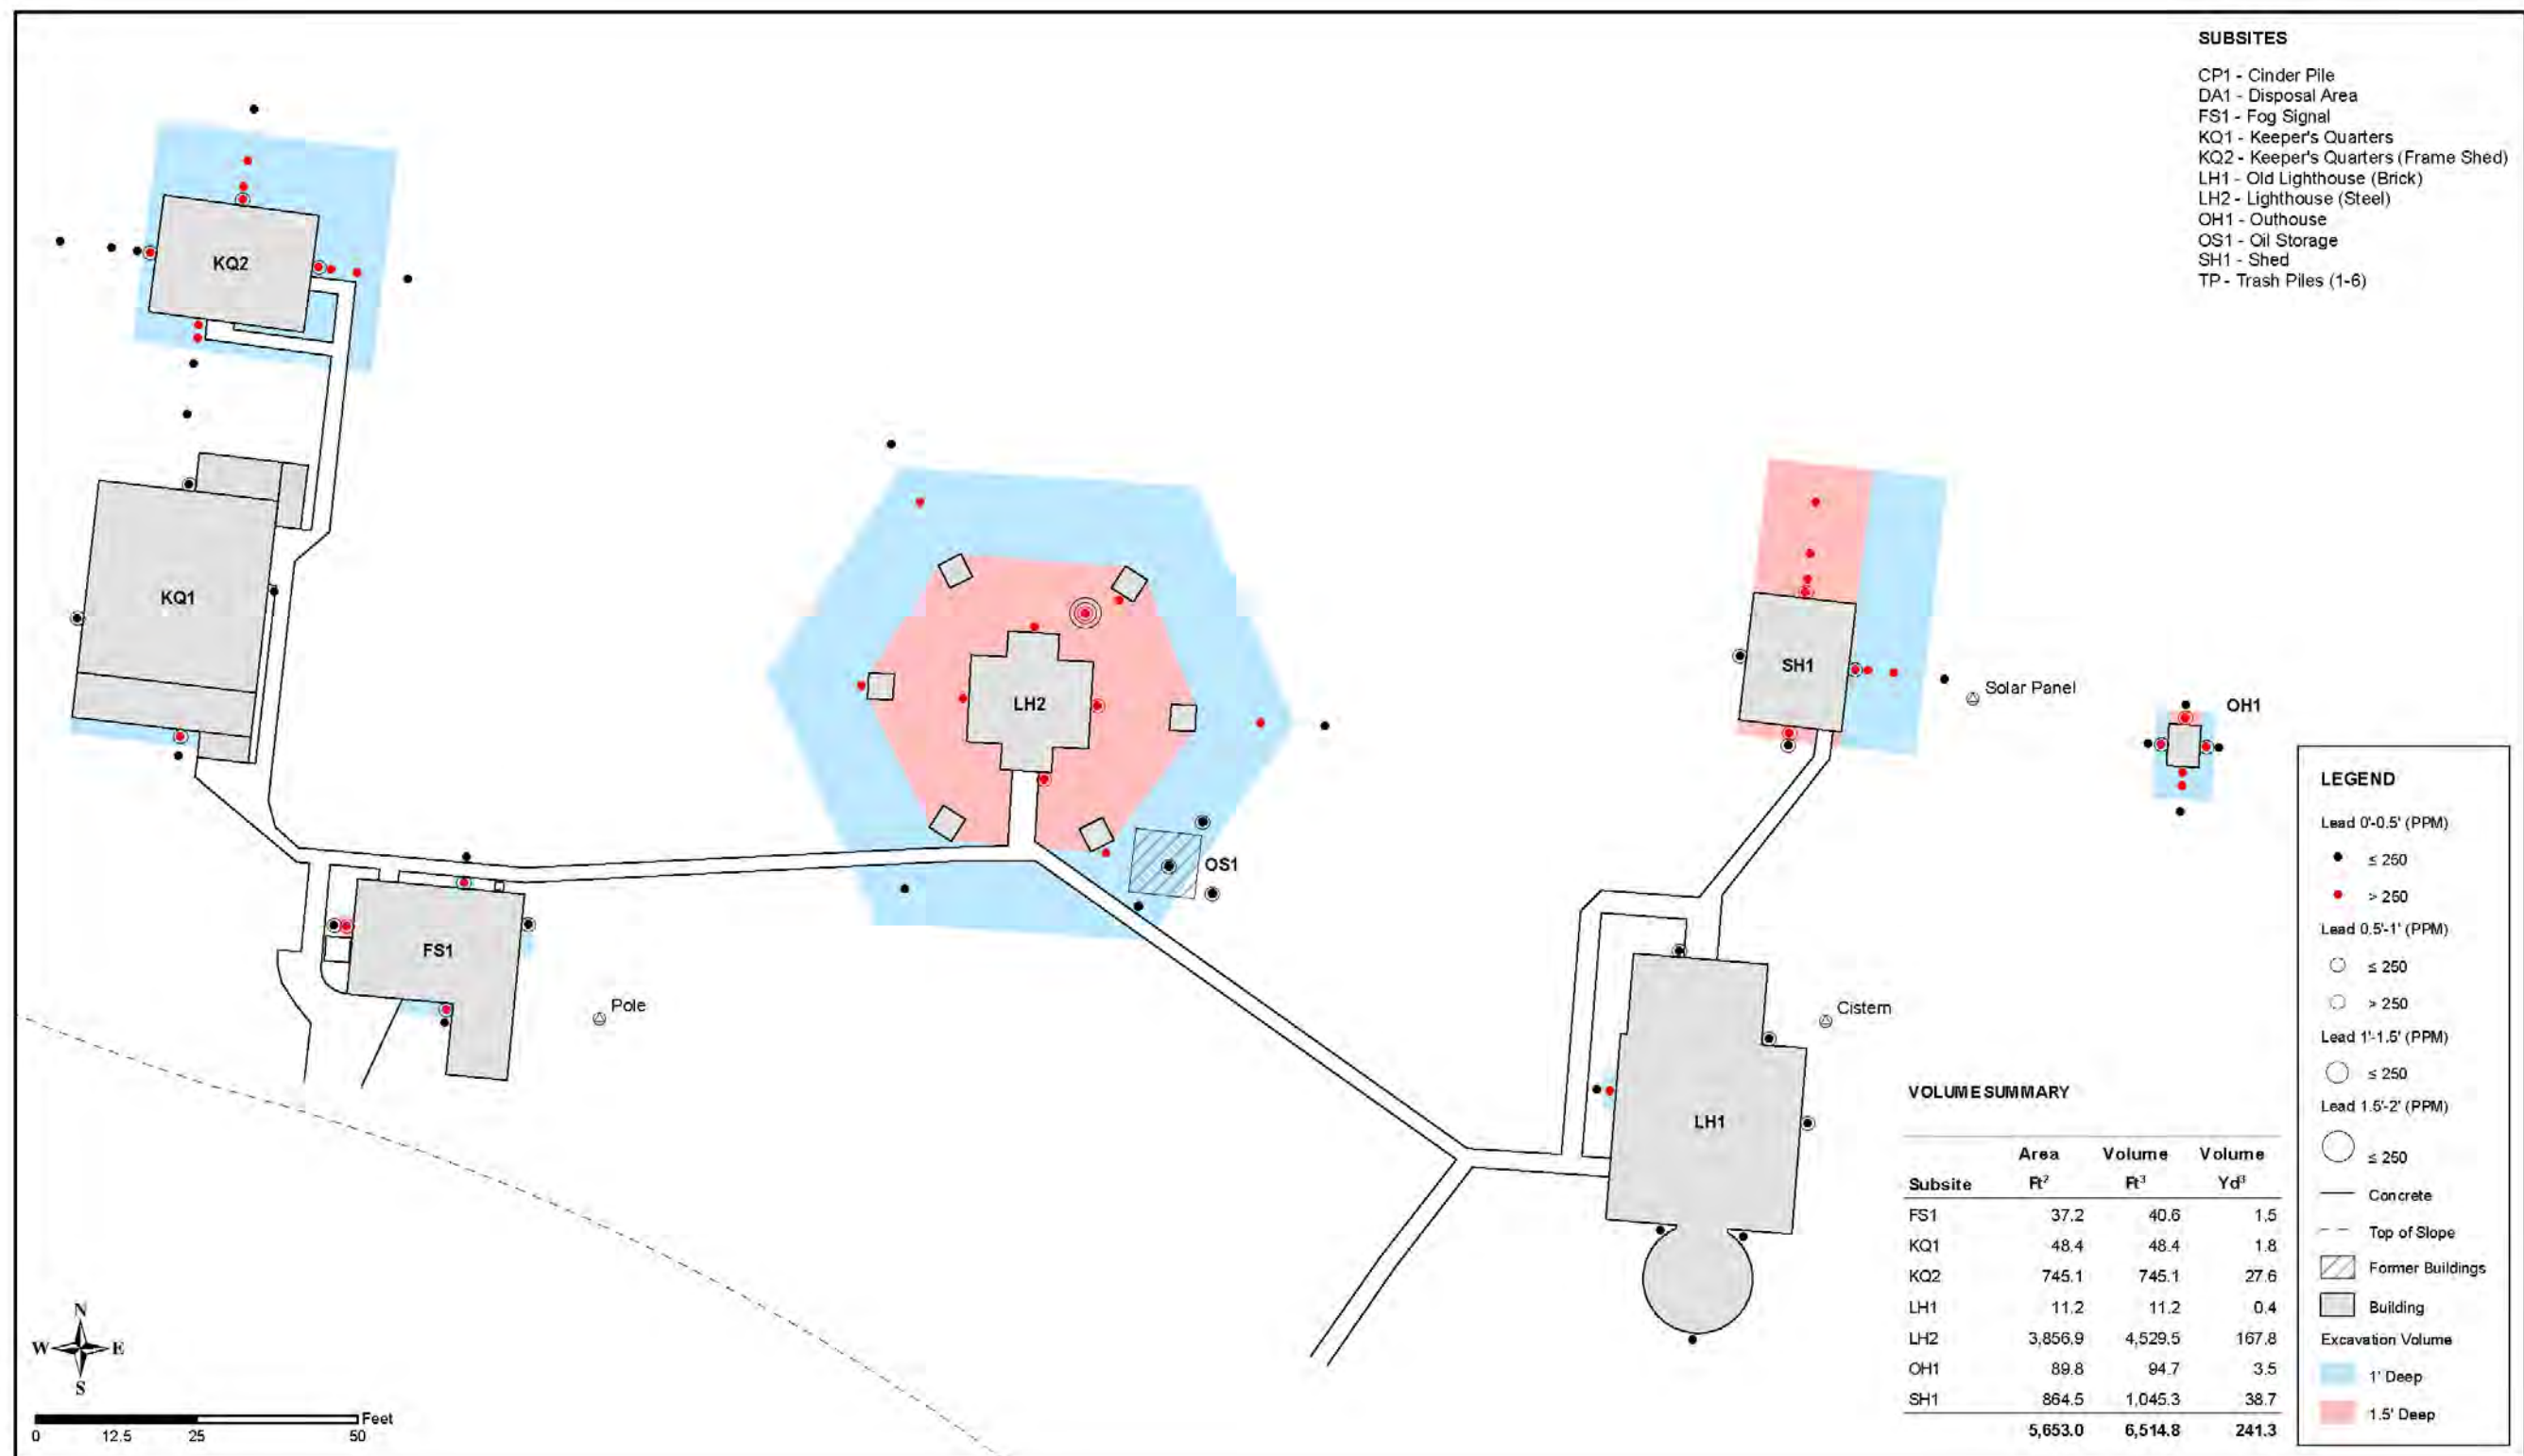 SUBSITES
CP1 - Cinder Pile
DA1 - Disposal Area
FS1 - Fog Signal
KQ1 - Keeper's Quarters
KQ2 - Keeper's Quarters (Frame Shed)
LH1 - Old Lighthouse (Brick)
LH2 - Lighthouse (Steel)
OH1 - Outhouse
OS1 - Oil Storage
SH1 - Shed
TP - Trash Piles (1-6)
KQ2
KQ1
LH2
SH1
Solar Panel
OH1
OS1
FS1
Pole
Cistern
LH1
LEGEND
Lead 0'-0.5' (PPM)
≤ 250
> 250
Lead 0.5'-1' (PPM)
≤ 250
> 250
Lead 1'-1.5' (PPM)
≤ 250
Lead 1.5'-2' (PPM)
≤ 250
Concrete
Top of Slope
Former Buildings
Building
Excavation Volume
1' Deep
1.5' Deep
VOLUME SUMMARY
Area Volume Volume
Subsite Ft² Ft³ Yd³
FS1 37.2 40.6 1.5
KQ1 48.4 48.4 1.8
KQ2 745.1 745.1 27.6
LH1 11.2 11.2 0.4
LH2 3,856.9 4,529.5 167.8
OH1 89.8 94.7 3.5
SH1 864.5 1,045.3 38.7
5,653.0 6,514.8 241.3
N
W E
S
Feet
0 12.5 25 50